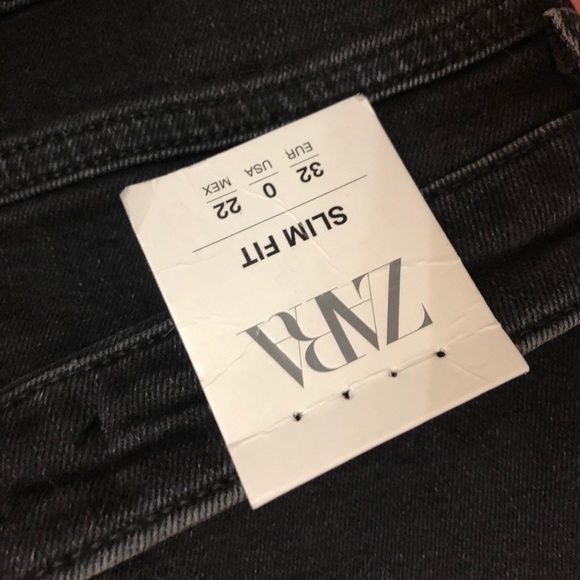 ZARA
SLIM FIT
32 0 22
EUR USA MEX